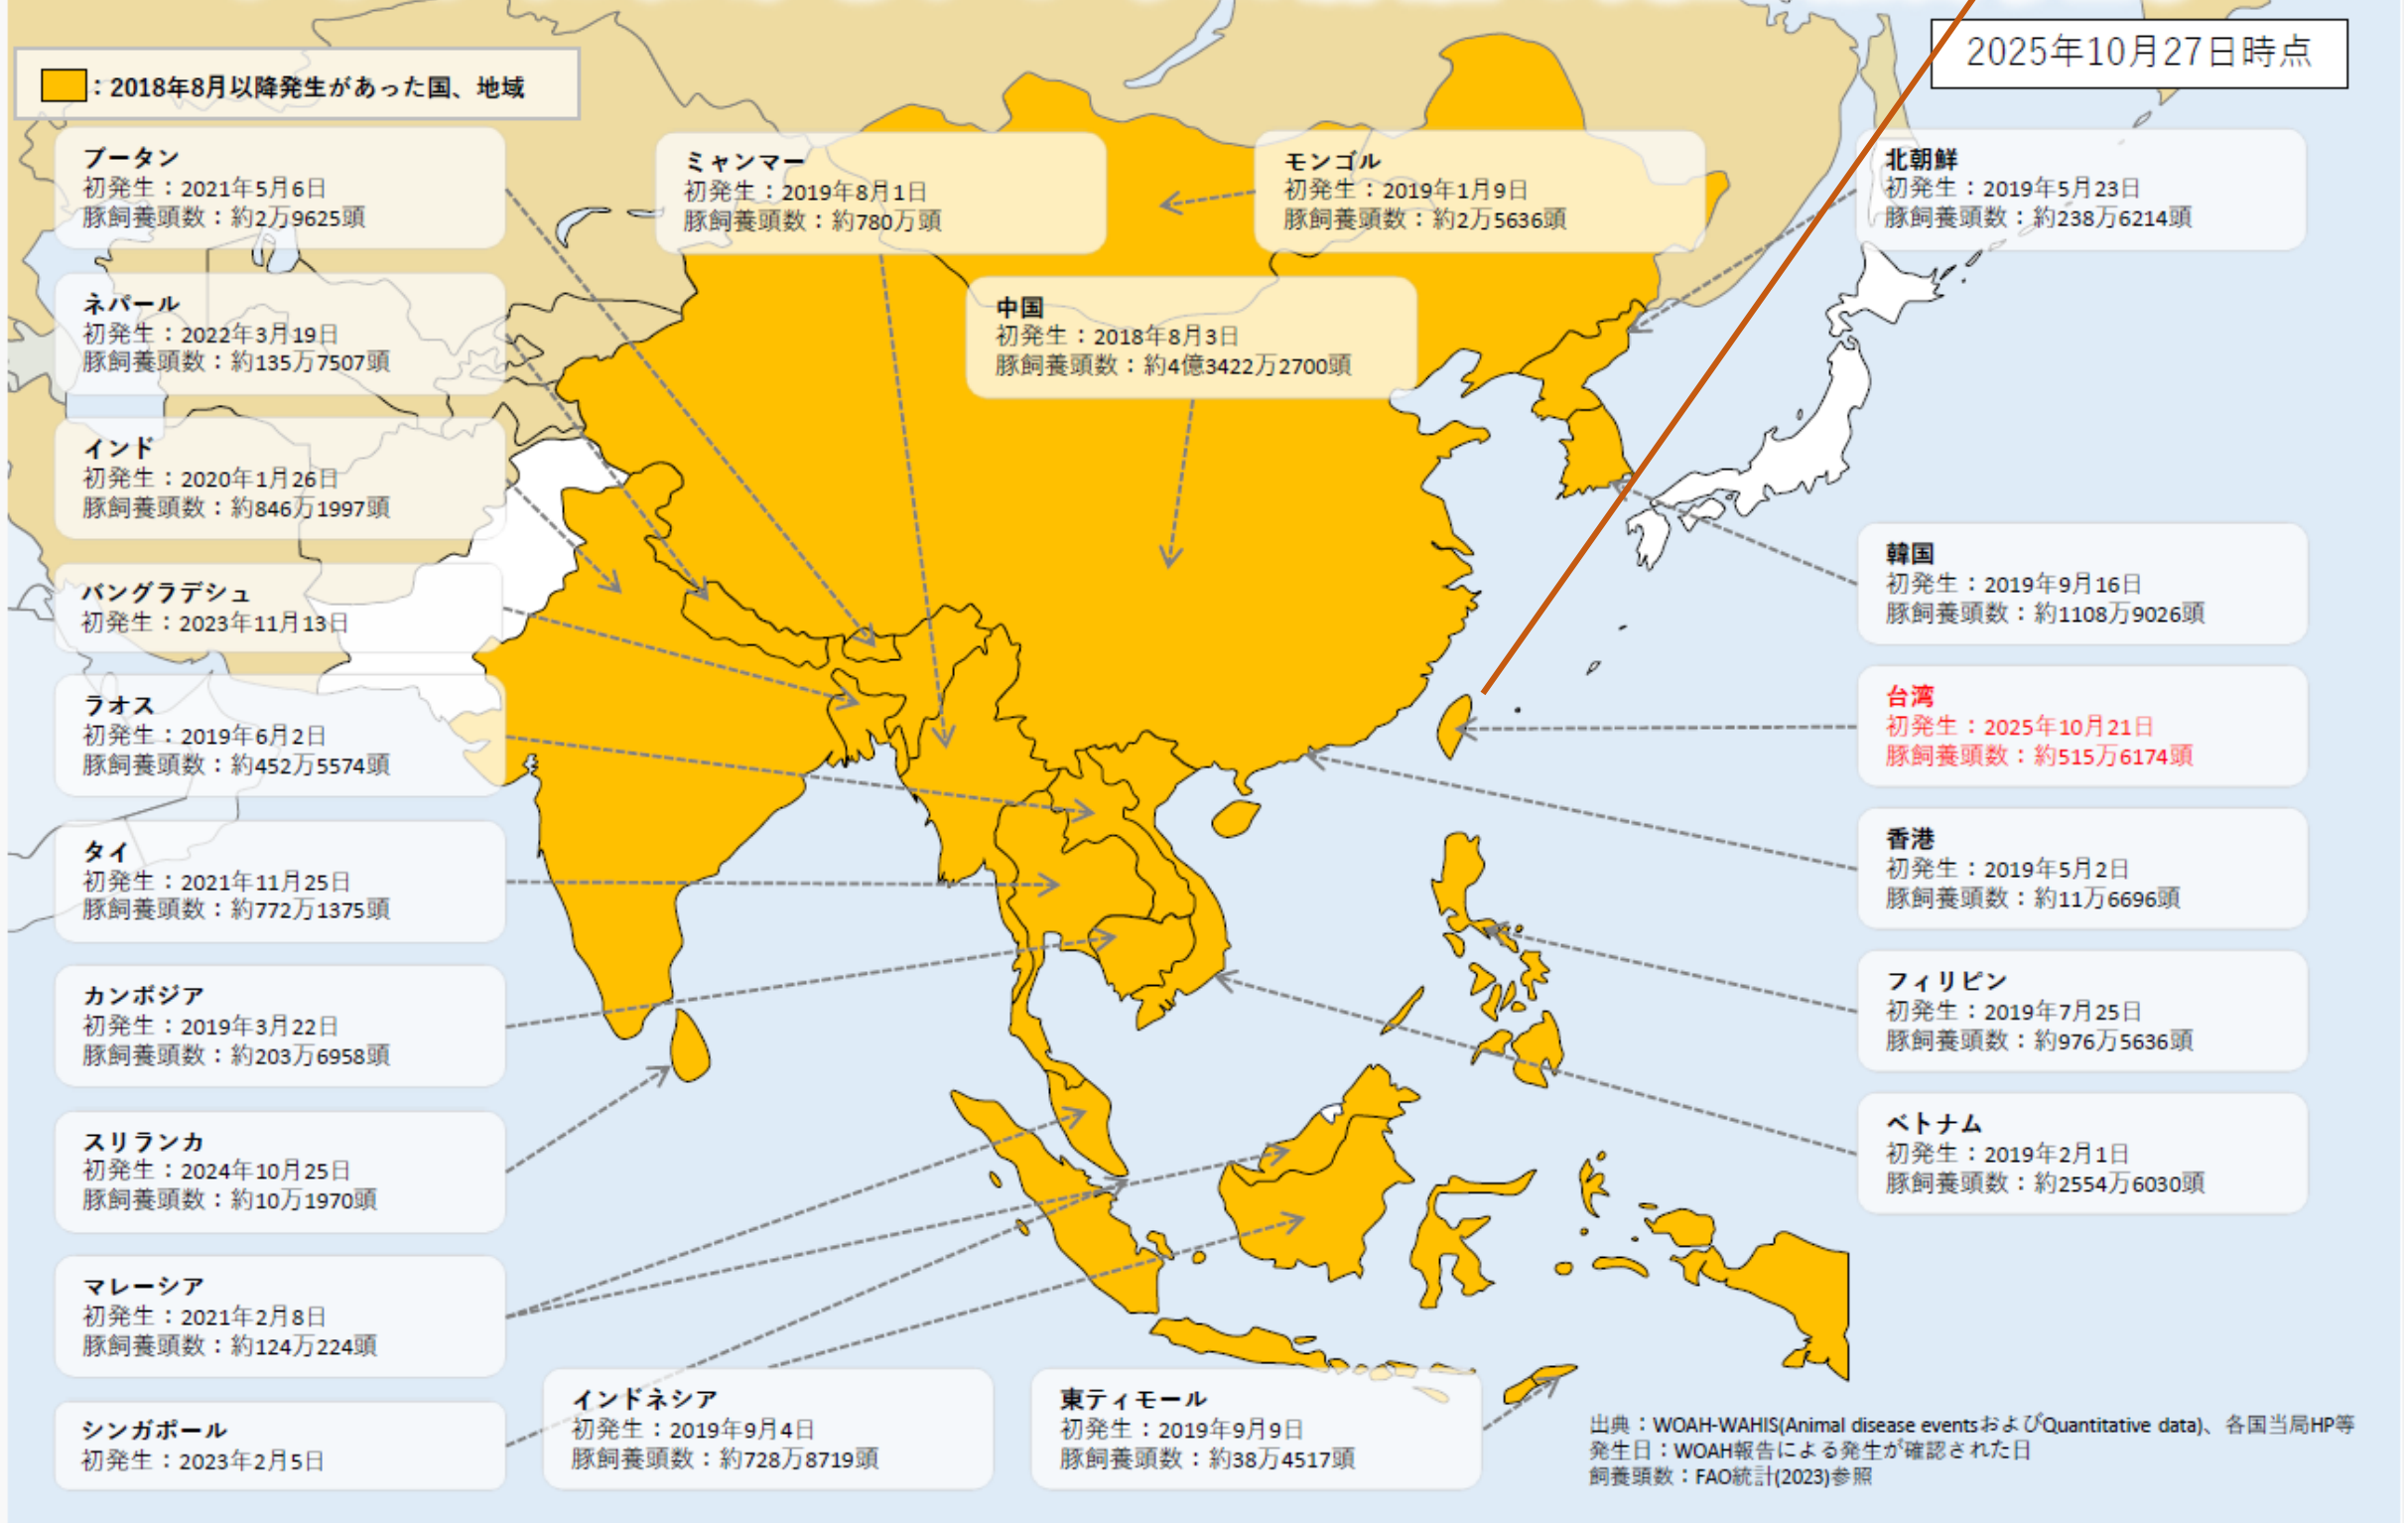 2025年10月27日時点
：2018年8月以降発生があった国、地域
ブータン
初発生：2021年5月6日
豚飼養頭数：約2万9625頭
ミャンマー
初発生：2019年8月1日
豚飼養頭数：約780万頭
モンゴル
初発生：2019年1月9日
豚飼養頭数：約2万5636頭
北朝鮮
初発生：2019年5月23日
豚飼養頭数：約238万6214頭
ネパール
初発生：2022年3月19日
豚飼養頭数：約135万7507頭
中国
初発生：2018年8月3日
豚飼養頭数：約4億3422万2700頭
インド
初発生：2020年1月26日
豚飼養頭数：約846万1997頭
バングラデシュ
初発生：2023年11月13日
韓国
初発生：2019年9月16日
豚飼養頭数：約1108万9026頭
ラオス
初発生：2019年6月2日
豚飼養頭数：約452万5574頭
台湾
初発生：2025年10月21日
豚飼養頭数：約515万6174頭
タイ
初発生：2021年11月25日
豚飼養頭数：約772万1375頭
香港
初発生：2019年5月2日
豚飼養頭数：約11万6696頭
カンボジア
初発生：2019年3月22日
豚飼養頭数：約203万6958頭
フィリピン
初発生：2019年7月25日
豚飼養頭数：約976万5636頭
スリランカ
初発生：2024年10月25日
豚飼養頭数：約10万1970頭
ベトナム
初発生：2019年2月1日
豚飼養頭数：約2554万6030頭
マレーシア
初発生：2021年2月8日
豚飼養頭数：約124万224頭
シンガポール
初発生：2023年2月5日
インドネシア
初発生：2019年9月4日
豚飼養頭数：約728万8719頭
東ティモール
初発生：2019年9月9日
豚飼養頭数：約38万4517頭
出典：WOAH-WAHIS(Animal disease eventsおよびQuantitative data)、各国当局HP等
発生日：WOAH報告による発生が確認された日
飼養頭数：FAO統計(2023)参照